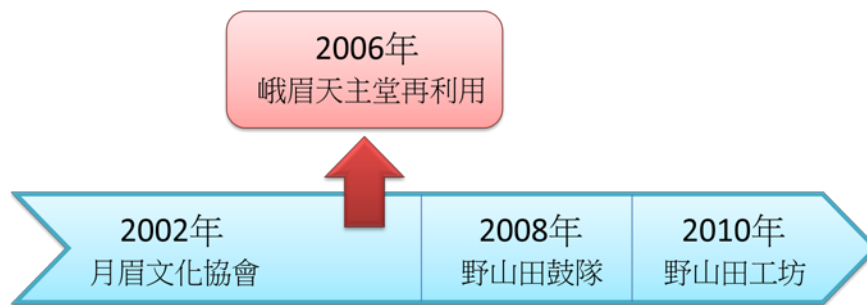 2006年
峨眉天主堂再利用
2002年
月眉文化協會
2008年
野山田鼓隊
2010年
野山田工坊